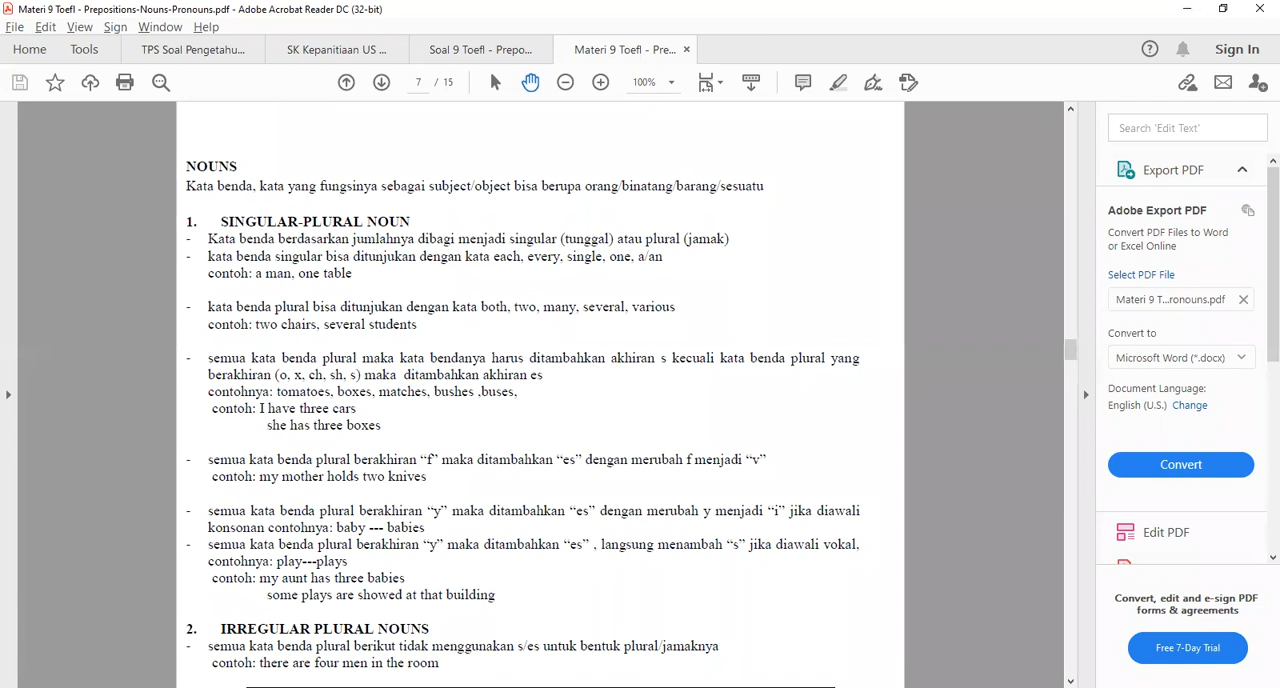 Materi 9 Toefl - Prepositions-Nouns-Pronouns.pdf - Adobe Acrobat Reader DC (32-bit)
File Edit View Sign Window Help
Home Tools TPS Soal Pengetahu... SK Kepanitiaan US ... Soal 9 Toefl - Prepo... Materi 9 Toefl - Pre... × Sign In
7 / 15 100%
NOUNS
Kata benda, kata yang fungsinya sebagai subject/object bisa berupa orang/binatang/barang/sesuatu
1. SINGULAR-PLURAL NOUN
- Kata benda berdasarkan jumlahnya dibagi menjadi singular (tunggal) atau plural (jamak)
- kata benda singular bisa ditunjukan dengan kata each, every, single, one, a/an
contoh: a man, one table
- kata benda plural bisa ditunjukan dengan kata both, two, many, several, various
contoh: two chairs, several students
- semua kata benda plural maka kata bendanya harus ditambahkan akhiran s kecuali kata benda plural yang
berakhiran (o, x, ch, sh, s) maka ditambahkan akhiran es
contohnya: tomatoes, boxes, matches, bushes ,buses,
contoh: I have three cars
she has three boxes
- semua kata benda plural berakhiran “f” maka ditambahkan “es” dengan merubah f menjadi “v”
contoh: my mother holds two knives
- semua kata benda plural berakhiran “y” maka ditambahkan “es” dengan merubah y menjadi “i” jika diawali
konsonan contohnya: baby --- babies
- semua kata benda plural berakhiran “y” maka ditambahkan “es” , langsung menambah “s” jika diawali vokal,
contohnya: play---plays
contoh: my aunt has three babies
some plays are showed at that building
2. IRREGULAR PLURAL NOUNS
- semua kata benda plural berikut tidak menggunakan s/es untuk bentuk plural/jamaknya
contoh: there are four men in the room
Search 'Edit Text'
Export PDF
Adobe Export PDF
Convert PDF Files to Word
or Excel Online
Select PDF File
Materi 9 T...ronouns.pdf
Convert to
Microsoft Word (*.docx)
Document Language:
English (U.S.) Change
Convert
Edit PDF
Convert, edit and e-sign PDF
forms & agreements
Free 7-Day Trial